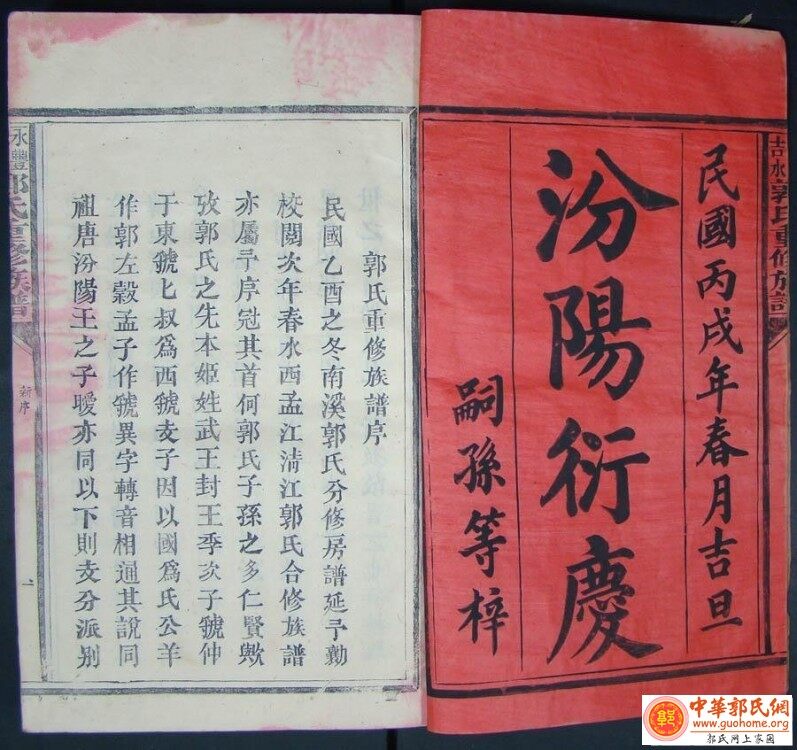 吉水郭氏重修族譜
民國丙戌年春月吉旦
汾陽衍慶
嗣孫等梓
郭氏重修族譜序
民國乙酉之冬南溪郭氏分修房譜延予勷
校閱次年春水西孟江清江郭氏合修族譜
亦屬予序冠其首何郭氏子孫之多仁賢歟
攷郭氏之先本姬姓武王封王季次子虢仲
于東虢匕叔爲西虢支子因以國爲氏公羊
作郭左穀孟子作虢異字轉音相通其說同
祖唐汾陽王之子曖亦同以下則支分派別
永豐郭氏重修族譜
新序
一
中華郭氏網
www.guohome.org
郭氏网上家园